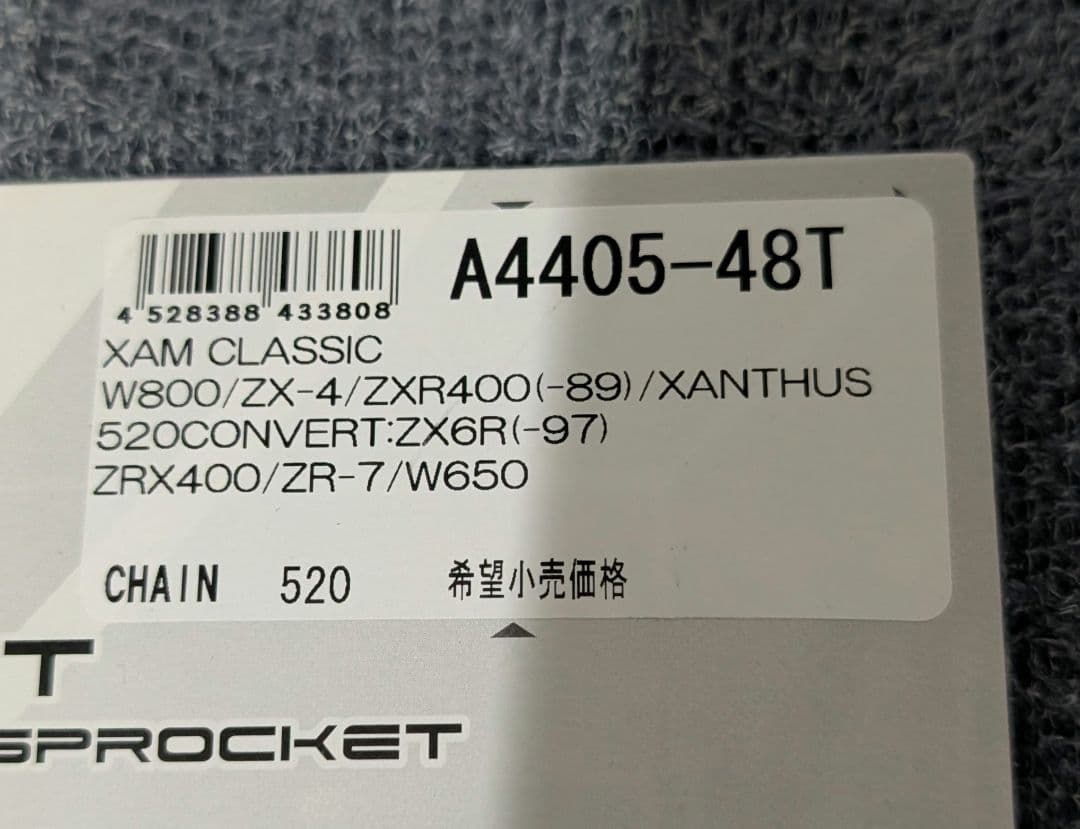 A4405-48T
4 528388 433808
XAM CLASSIC
W800/ZX-4/ZXR400(-89)/XANTHUS
520CONVERT:ZX6R(-97)
ZRX400/ZR-7/W650
CHAIN 520 希望小売価格
T
SPROCKET